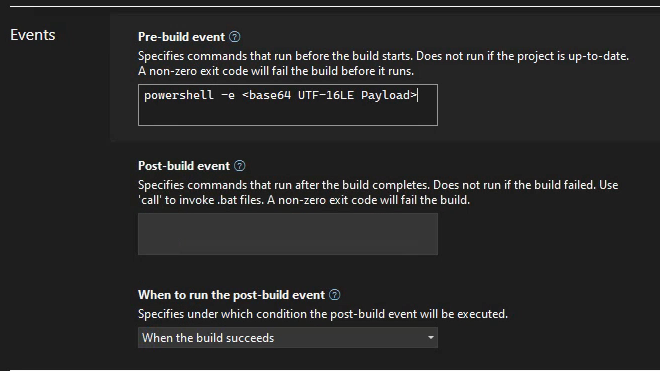 Events
Pre-build event ?
Specifies commands that run before the build starts. Does not run if the project is up-to-date.
A non-zero exit code will fail the build before it runs.
powershell -e <base64 UTF-16LE Payload>
Post-build event ?
Specifies commands that run after the build completes. Does not run if the build failed. Use
'call' to invoke .bat files. A non-zero exit code will fail the build.
When to run the post-build event ?
Specifies under which condition the post-build event will be executed.
When the build succeeds